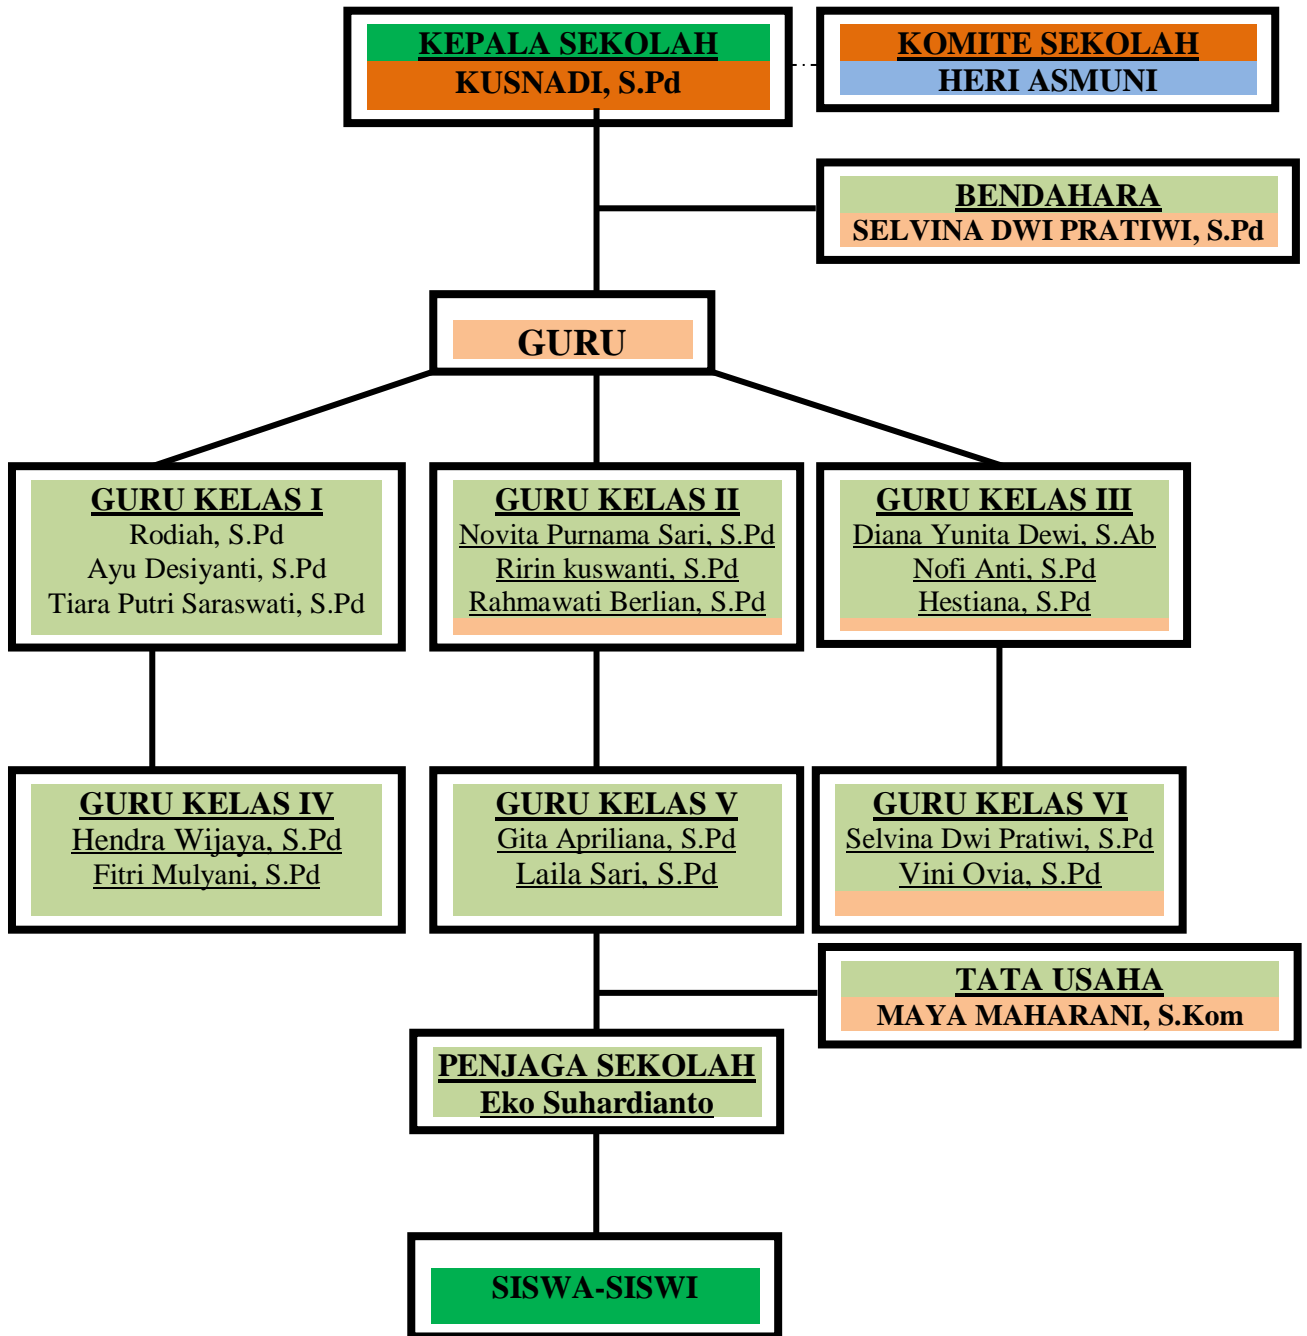 KEPALA SEKOLAH
KUSNADI, S.Pd
KOMITE SEKOLAH
HERI ASMUNI
BENDAHARA
SELVINA DWI PRATIWI, S.Pd
GURU
GURU KELAS I
Rodiah, S.Pd
Ayu Desiyanti, S.Pd
Tiara Putri Saraswati, S.Pd
GURU KELAS II
Novita Purnama Sari, S.Pd
Ririn kuswanti, S.Pd
Rahmawati Berlian, S.Pd
GURU KELAS III
Diana Yunita Dewi, S.Ab
Nofi Anti, S.Pd
Hestiana, S.Pd
GURU KELAS IV
Hendra Wijaya, S.Pd
Fitri Mulyani, S.Pd
GURU KELAS V
Gita Apriliana, S.Pd
Laila Sari, S.Pd
GURU KELAS VI
Selvina Dwi Pratiwi, S.Pd
Vini Ovia, S.Pd
TATA USAHA
MAYA MAHARANI, S.Kom
PENJAGA SEKOLAH
Eko Suhardianto
SISWA-SISWI